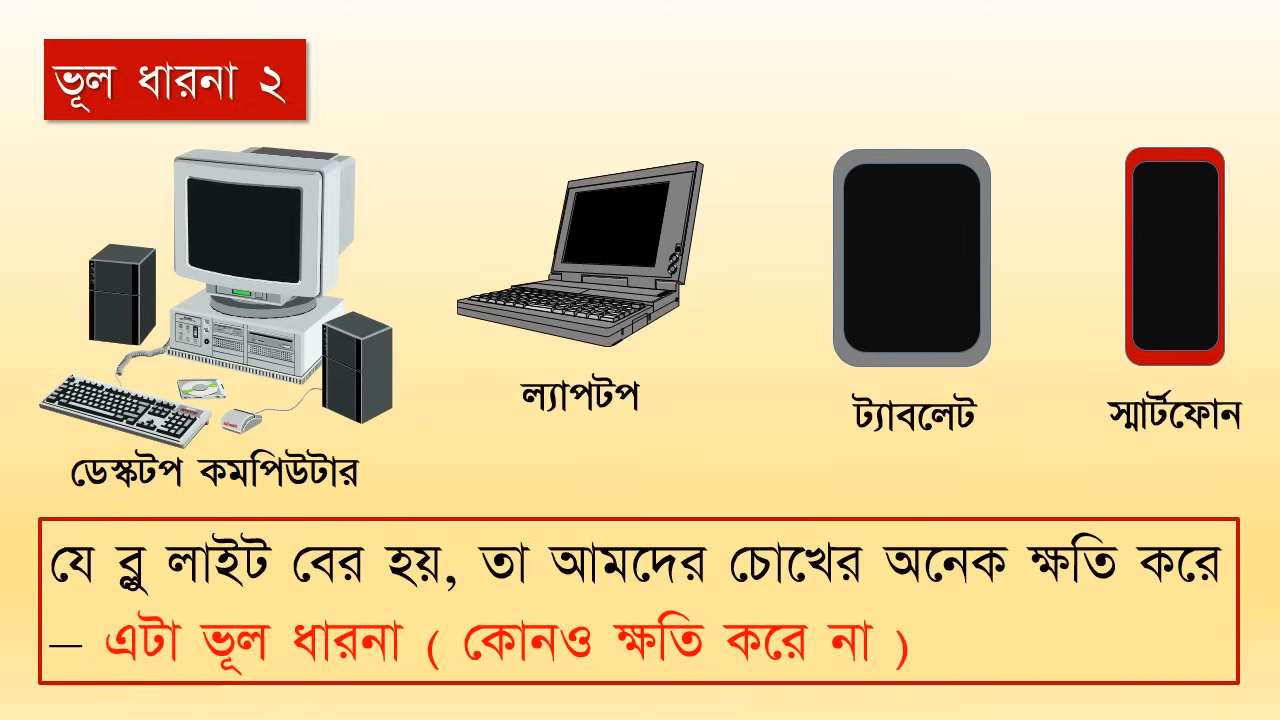 ভূল ধারনা ২
ল্যাপটপ
ট্যাবলেট
স্মার্টফোন
ডেস্কটপ কমপিউটার
যে ব্লু লাইট বের হয়, তা আমদের চোখের অনেক ক্ষতি করে
– এটা ভূল ধারনা ( কোনও ক্ষতি করে না )